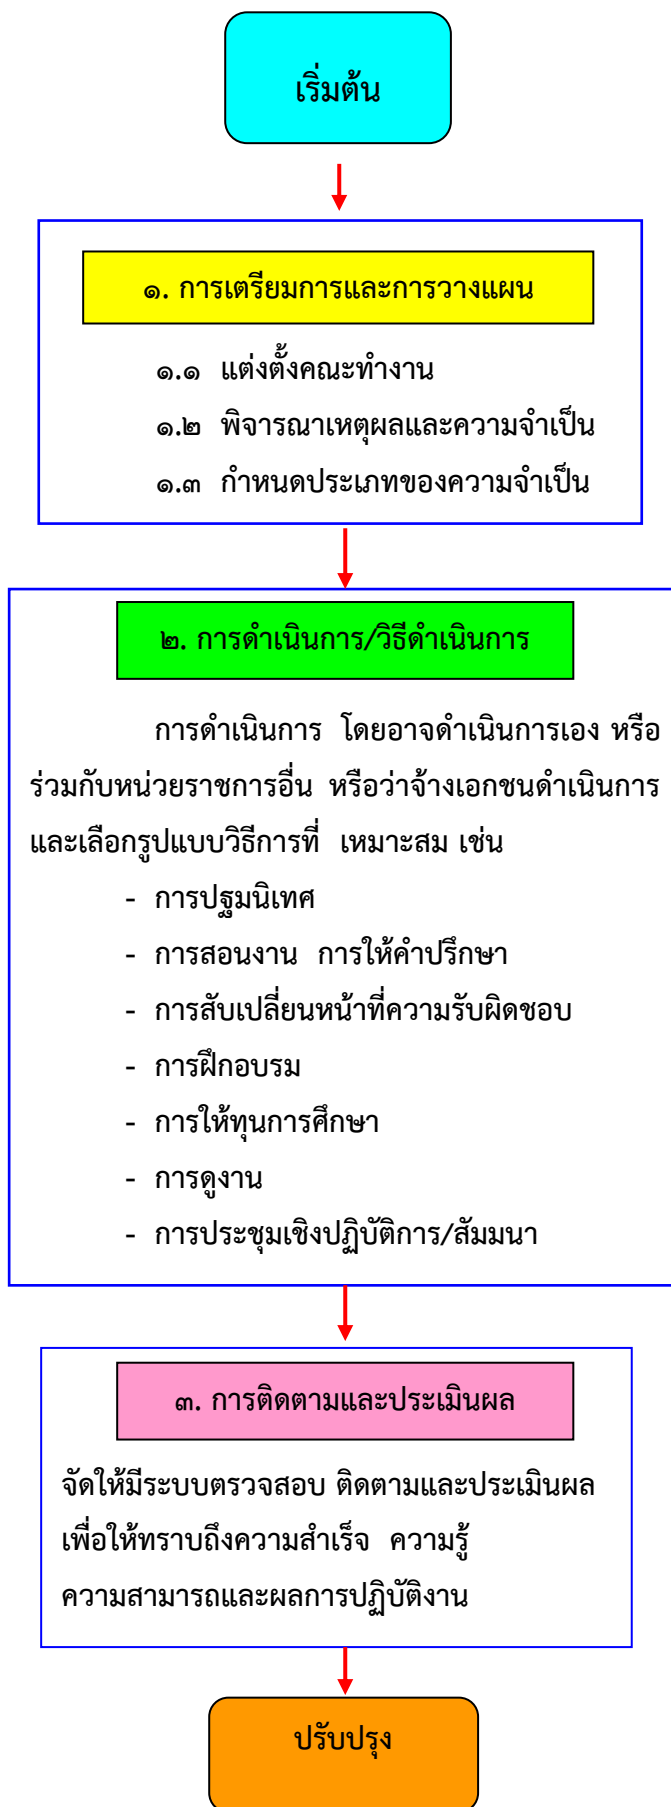 เริ่มต้น
๑. การเตรียมการและการวางแผน
๑.๑ แต่งตั้งคณะทำงาน
๑.๒ พิจารณาเหตุผลและความจำเป็น
๑.๓ กำหนดประเภทของความจำเป็น
๒. การดำเนินการ/วิธีดำเนินการ
การดำเนินการ โดยอาจดำเนินการเอง หรือ
ร่วมกับหน่วยราชการอื่น หรือว่าจ้างเอกชนดำเนินการ
และเลือกรูปแบบวิธีการที่ เหมาะสม เช่น
- การปฐมนิเทศ
- การสอนงาน การให้คำปรึกษา
- การสับเปลี่ยนหน้าที่ความรับผิดชอบ
- การฝึกอบรม
- การให้ทุนการศึกษา
- การดูงาน
- การประชุมเชิงปฏิบัติการ/สัมมนา
๓. การติดตามและประเมินผล
จัดให้มีระบบตรวจสอบ ติดตามและประเมินผล
เพื่อให้ทราบถึงความสำเร็จ ความรู้
ความสามารถและผลการปฏิบัติงาน
ปรับปรุง